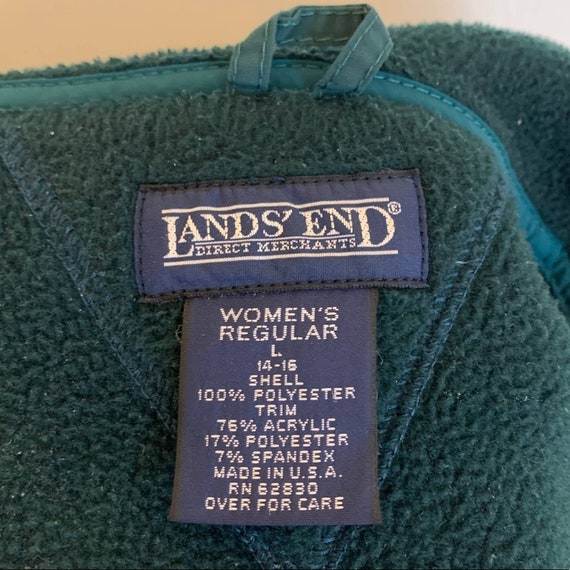 LANDS' END®
DIRECT MERCHANTS
WOMEN'S
REGULAR
L
14-16
SHELL
100% POLYESTER
TRIM
76% ACRYLIC
17% POLYESTER
7% SPANDEX
MADE IN U.S.A.
RN 62830
OVER FOR CARE